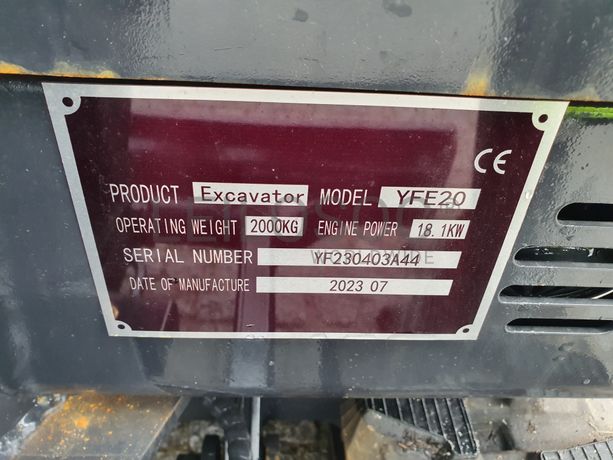 CE
PRODUCT Excavator MODEL YFE20
OPERATING WEIGHT 2000KG ENGINE POWER 18.1KW
SERIAL NUMBER YF230403A44
DATE OF MANUFACTURE 2023 07